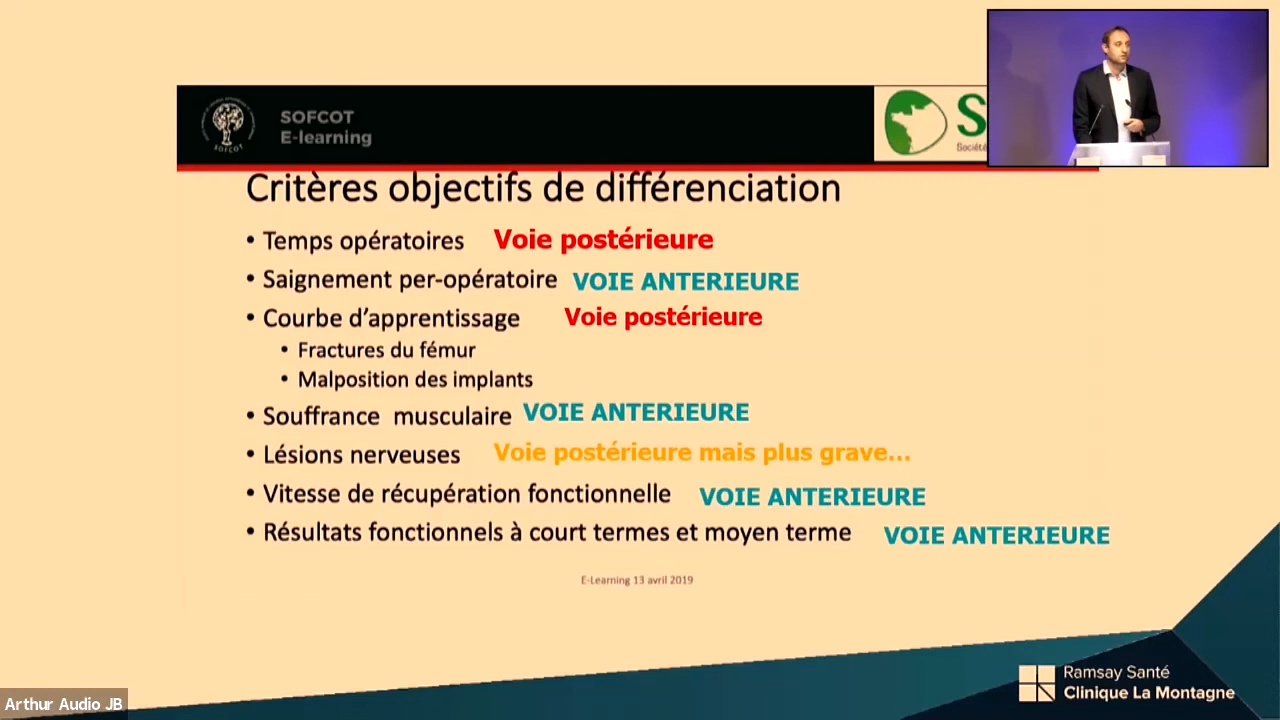 SOFCOT
E-learning
SOFCOT
S
Société
Critères objectifs de différenciation
• Temps opératoires Voie postérieure
• Saignement per-opératoire VOIE ANTERIEURE
• Courbe d’apprentissage Voie postérieure
• Fractures du fémur
• Malposition des implants
• Souffrance musculaire VOIE ANTERIEURE
• Lésions nerveuses Voie postérieure mais plus grave...
• Vitesse de récupération fonctionnelle VOIE ANTERIEURE
• Résultats fonctionnels à court termes et moyen terme VOIE ANTERIEURE
E-Learning 13 avril 2019
Ramsay Santé
Clinique La Montagne
Arthur Audio JB